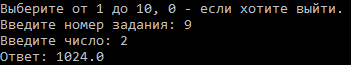 Выберите от 1 до 10, 0 - если хотите выйти.
Введите номер задания: 9
Введите число: 2
Ответ: 1024.0